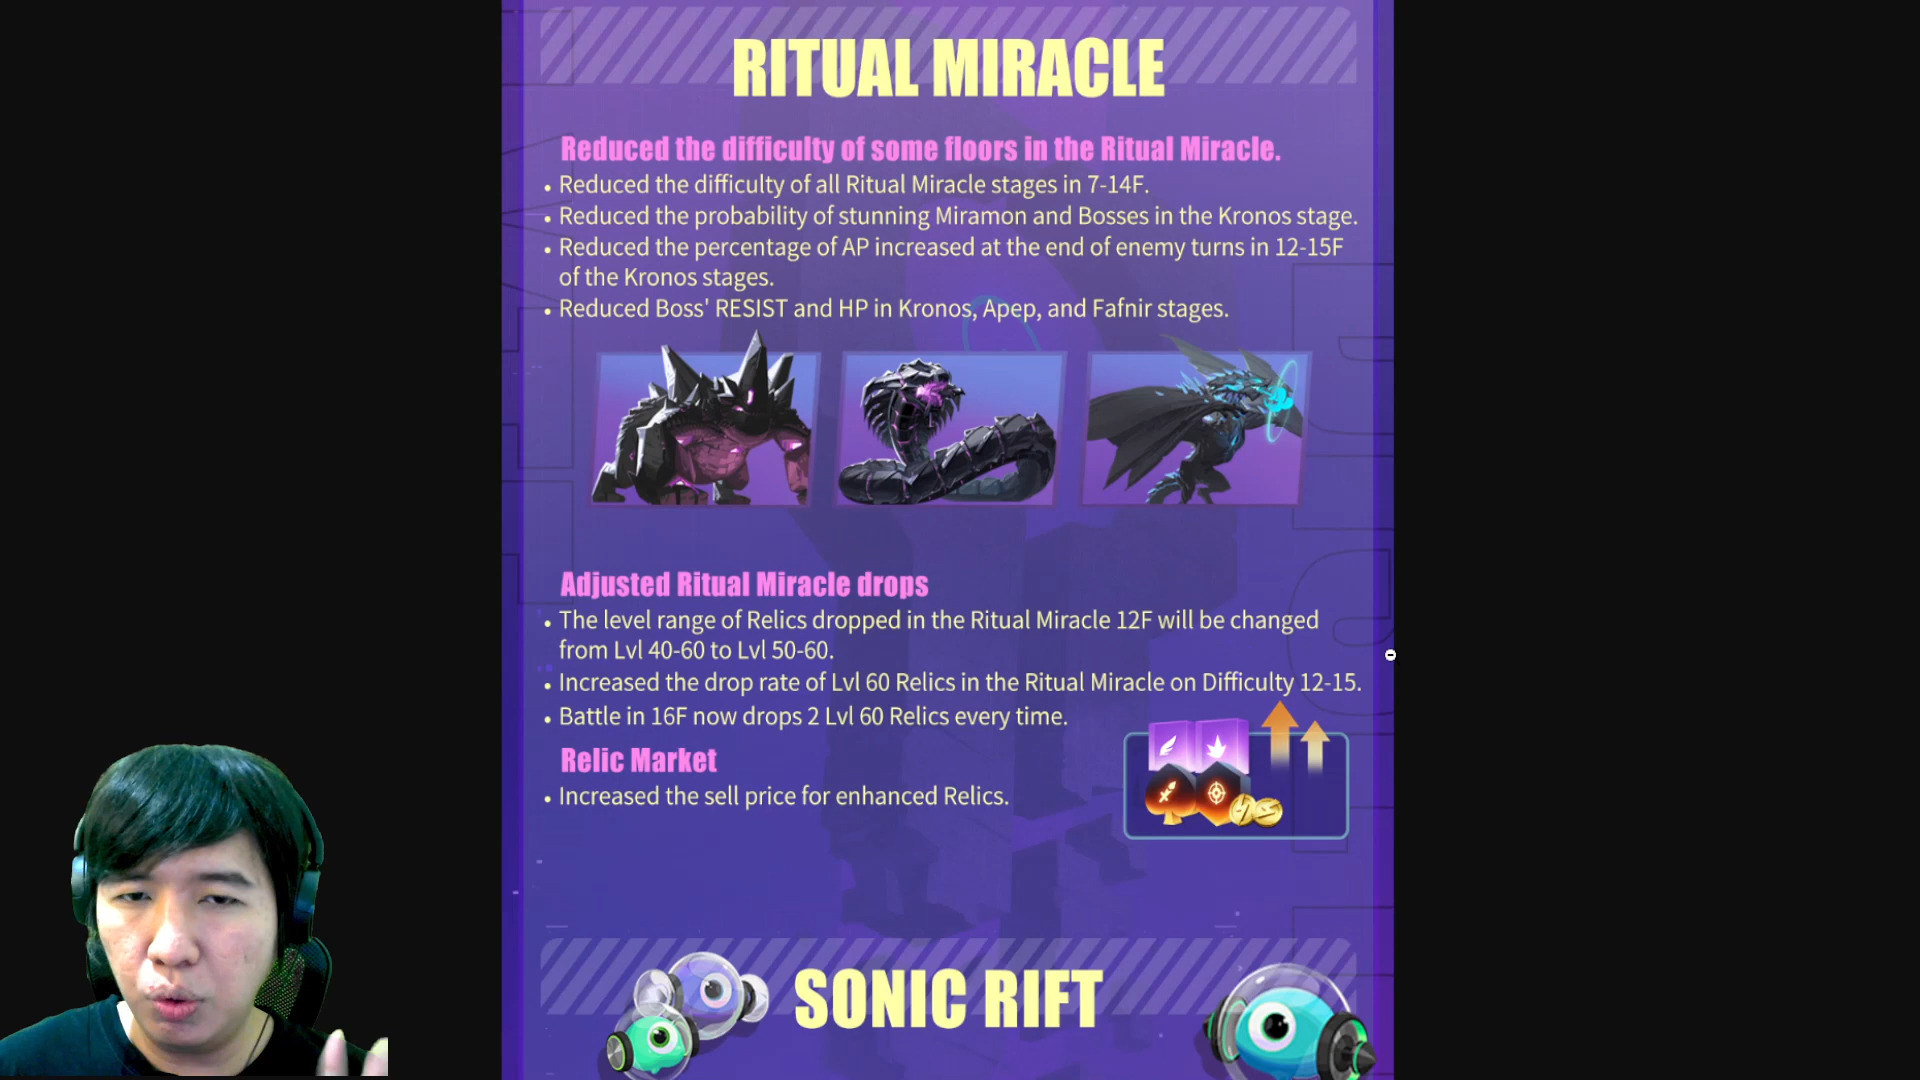 RITUAL MIRACLE
Reduced the difficulty of some floors in the Ritual Miracle.
• Reduced the difficulty of all Ritual Miracle stages in 7-14F.
• Reduced the probability of stunning Miramon and Bosses in the Kronos stage.
• Reduced the percentage of AP increased at the end of enemy turns in 12-15F
of the Kronos stages.
• Reduced Boss' RESIST and HP in Kronos, Apep, and Fafnir stages.
Adjusted Ritual Miracle drops
• The level range of Relics dropped in the Ritual Miracle 12F will be changed
from Lvl 40-60 to Lvl 50-60.
• Increased the drop rate of Lvl 60 Relics in the Ritual Miracle on Difficulty 12-15.
• Battle in 16F now drops 2 Lvl 60 Relics every time.
Relic Market
• Increased the sell price for enhanced Relics.
SONIC RIFT